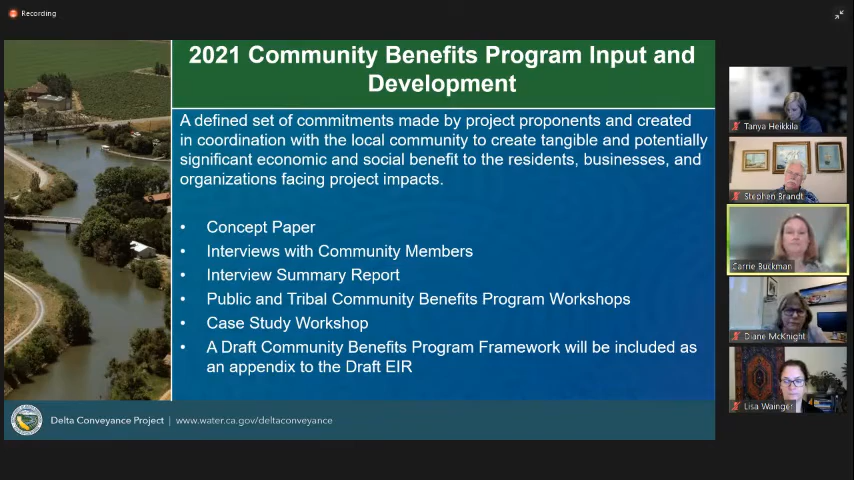 Recording
2021 Community Benefits Program Input and
Development
A defined set of commitments made by project proponents and created
in coordination with the local community to create tangible and potentially
significant economic and social benefit to the residents, businesses, and
organizations facing project impacts.
• Concept Paper
• Interviews with Community Members
• Interview Summary Report
• Public and Tribal Community Benefits Program Workshops
• Case Study Workshop
• A Draft Community Benefits Program Framework will be included as
an appendix to the Draft EIR
Delta Conveyance Project | www.water.ca.gov/deltaconveyance
Tanya Heikkila
Stephen Brandt
Carrie Buckman
Diane McKnight
Lisa Wainger